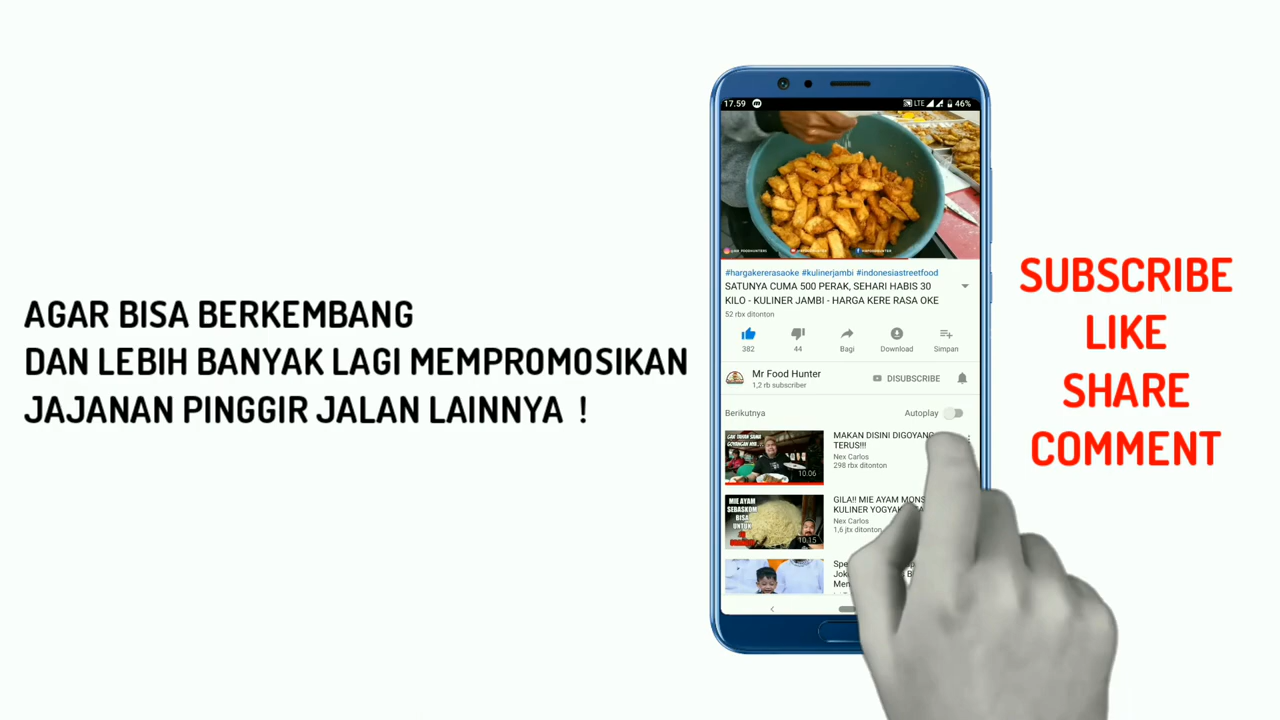 AGAR BISA BERKEMBANG
DAN LEBIH BANYAK LAGI MEMPROMOSIKAN
JAJANAN PINGGIR JALAN LAINNYA !
17.59
LTE
46%
#hargakererasaoke #kulinerjambi #indonesiastreetfood
SATUNYA CUMA 500 PERAK, SEHARI HABIS 30
KILO - KULINER JAMBI - HARGA KERE RASA OKE
52 rbx ditonton
382
44
Bagi
Download
Simpan
Mr Food Hunter
1,2 rb subscriber
DISUBSCRIBE
Berikutnya
Autoplay
MAKAN DISINI DIGOYANG
TERUS!!!
Nex Carlos
298 rbx ditonton
10.06
GILA!! MIE AYAM
KULINER
Nex Carlos
1,6 jtx ditonton
MIE AYAM
SEBASKOM
BISA
UNTUK
10.15
SUBSCRIBE
LIKE
SHARE
COMMENT